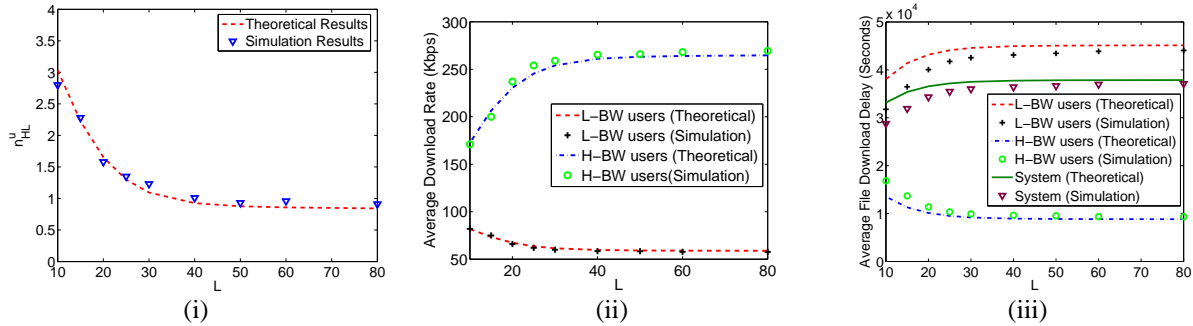 4
3.5
3
2.5
2
1.5
1
0.5
0
10 20 30 40 50 60 70 80
L
n^u_HL
Theoretical Results
Simulation Results
(i)
300
250
200
150
100
50
20 40 60 80
L
Average Download Rate (Kbps)
L−BW users (Theoretical)
L−BW users (Simulation)
H−BW users (Theoretical)
H−BW users(Simulation)
(ii)
5 x 10^4
4
3
2
1
0
10 20 30 40 50 60 70 80
L
Average File Download Delay (Seconds)
L−BW users (Theoretical)
L−BW users (Simulation)
H−BW users (Theoretical)
H−BW users (Simulation)
System (Theoretical)
System (Simulation)
(iii)